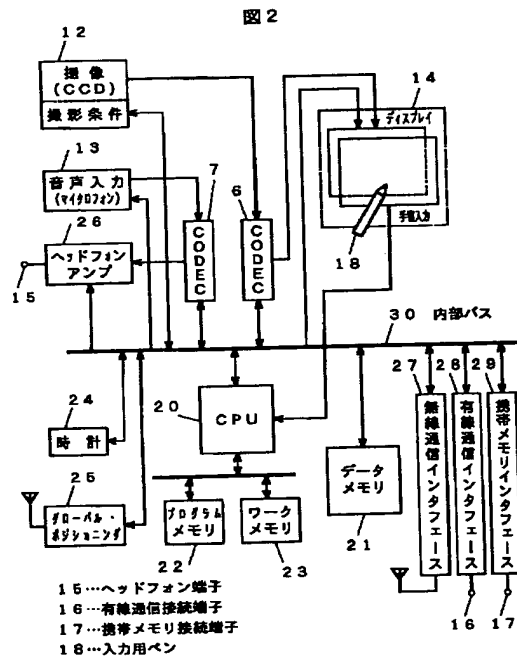 図2
12
撮像
(CCD)
撮影条件
13
音声入力
(マイクロフォン)
26
ヘッドフォン
アンプ
15
7
CODEC
6
CODEC
14
ディスプレイ
手書入力
18
30 内部バス
24
時計
25
グローバル・
ポジショニング
20
CPU
プログラム
メモリ
22
ワーク
メモリ
23
データ
メモリ
21
27
無線通信インタフェース
28
有線通信インタフェース
29
携帯メモリインタフェース
16
17
15…ヘッドフォン端子
16…有線通信接続端子
17…携帯メモリ接続端子
18…入力用ペン